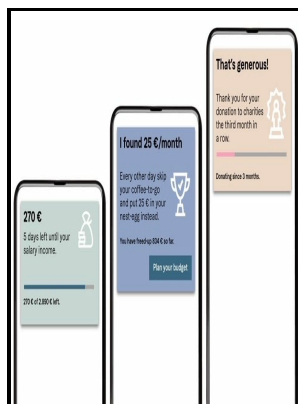 270 €
5 days left until your
salary income.
270 € of 2.890 € left.
I found 25 €/month
Every other day skip
your coffee-to-go
and put 25 € in your
nest-egg instead.
You have freed-up 834 € so far.
Plan your budget
That's generous!
Thank you for your
donation to charities
the third month in
a row.
Donating since 3 months.